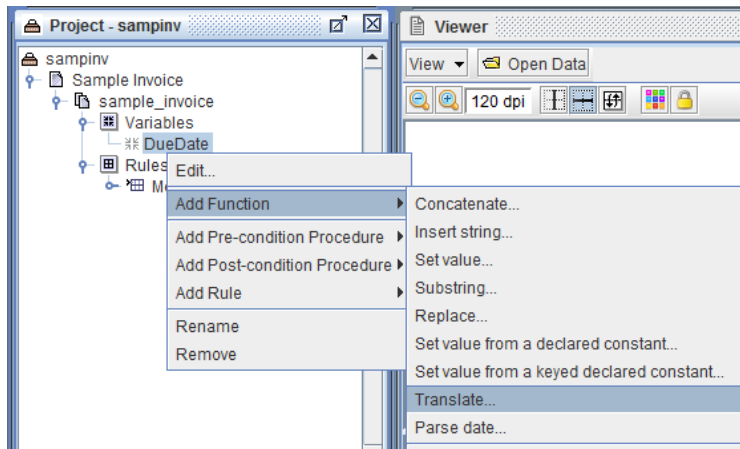 Project - sampinv
sampinv
Sample Invoice
sample_invoice
Variables
DueDate
Rules
Edit...
Add Function
Add Pre-condition Procedure
Add Post-condition Procedure
Add Rule
Rename
Remove
Viewer
View
Open Data
120 dpi
Concatenate...
Insert string...
Set value...
Substring...
Replace...
Set value from a declared constant...
Set value from a keyed declared constant...
Translate...
Parse date...